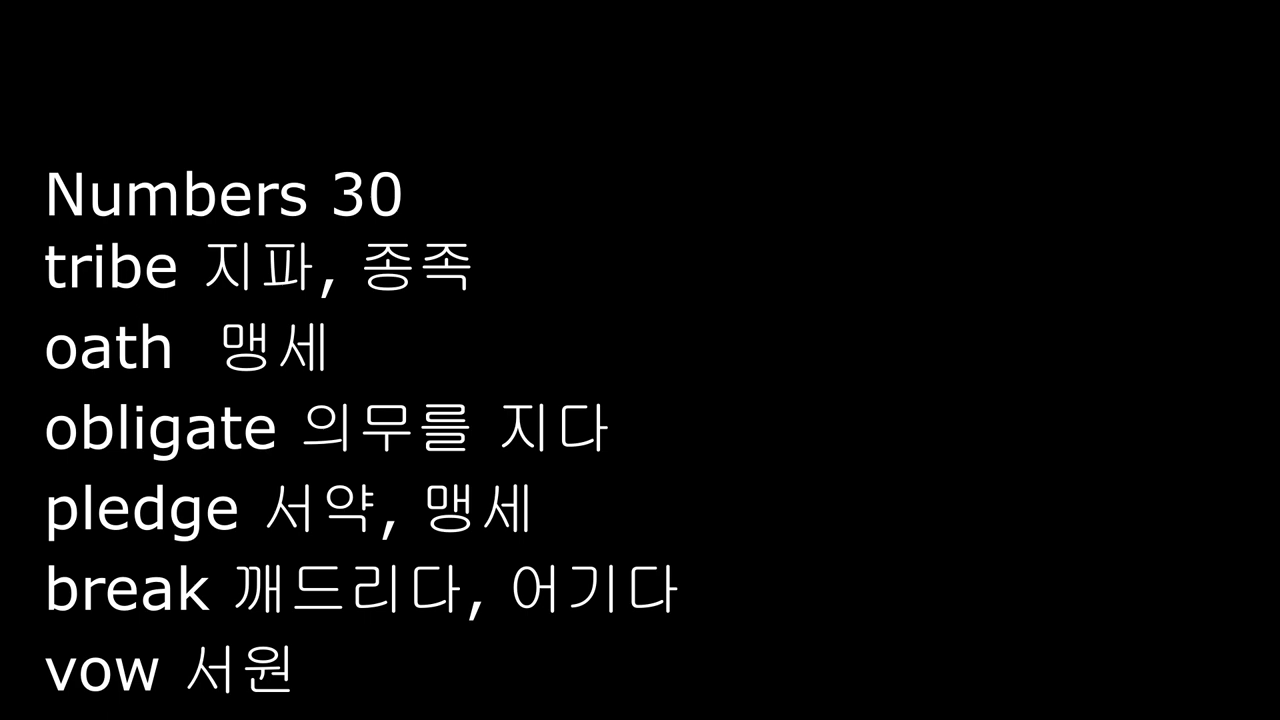 Numbers 30
tribe 지파, 종족
oath 맹세
obligate 의무를 지다
pledge 서약, 맹세
break 깨드리다, 어기다
vow 서원